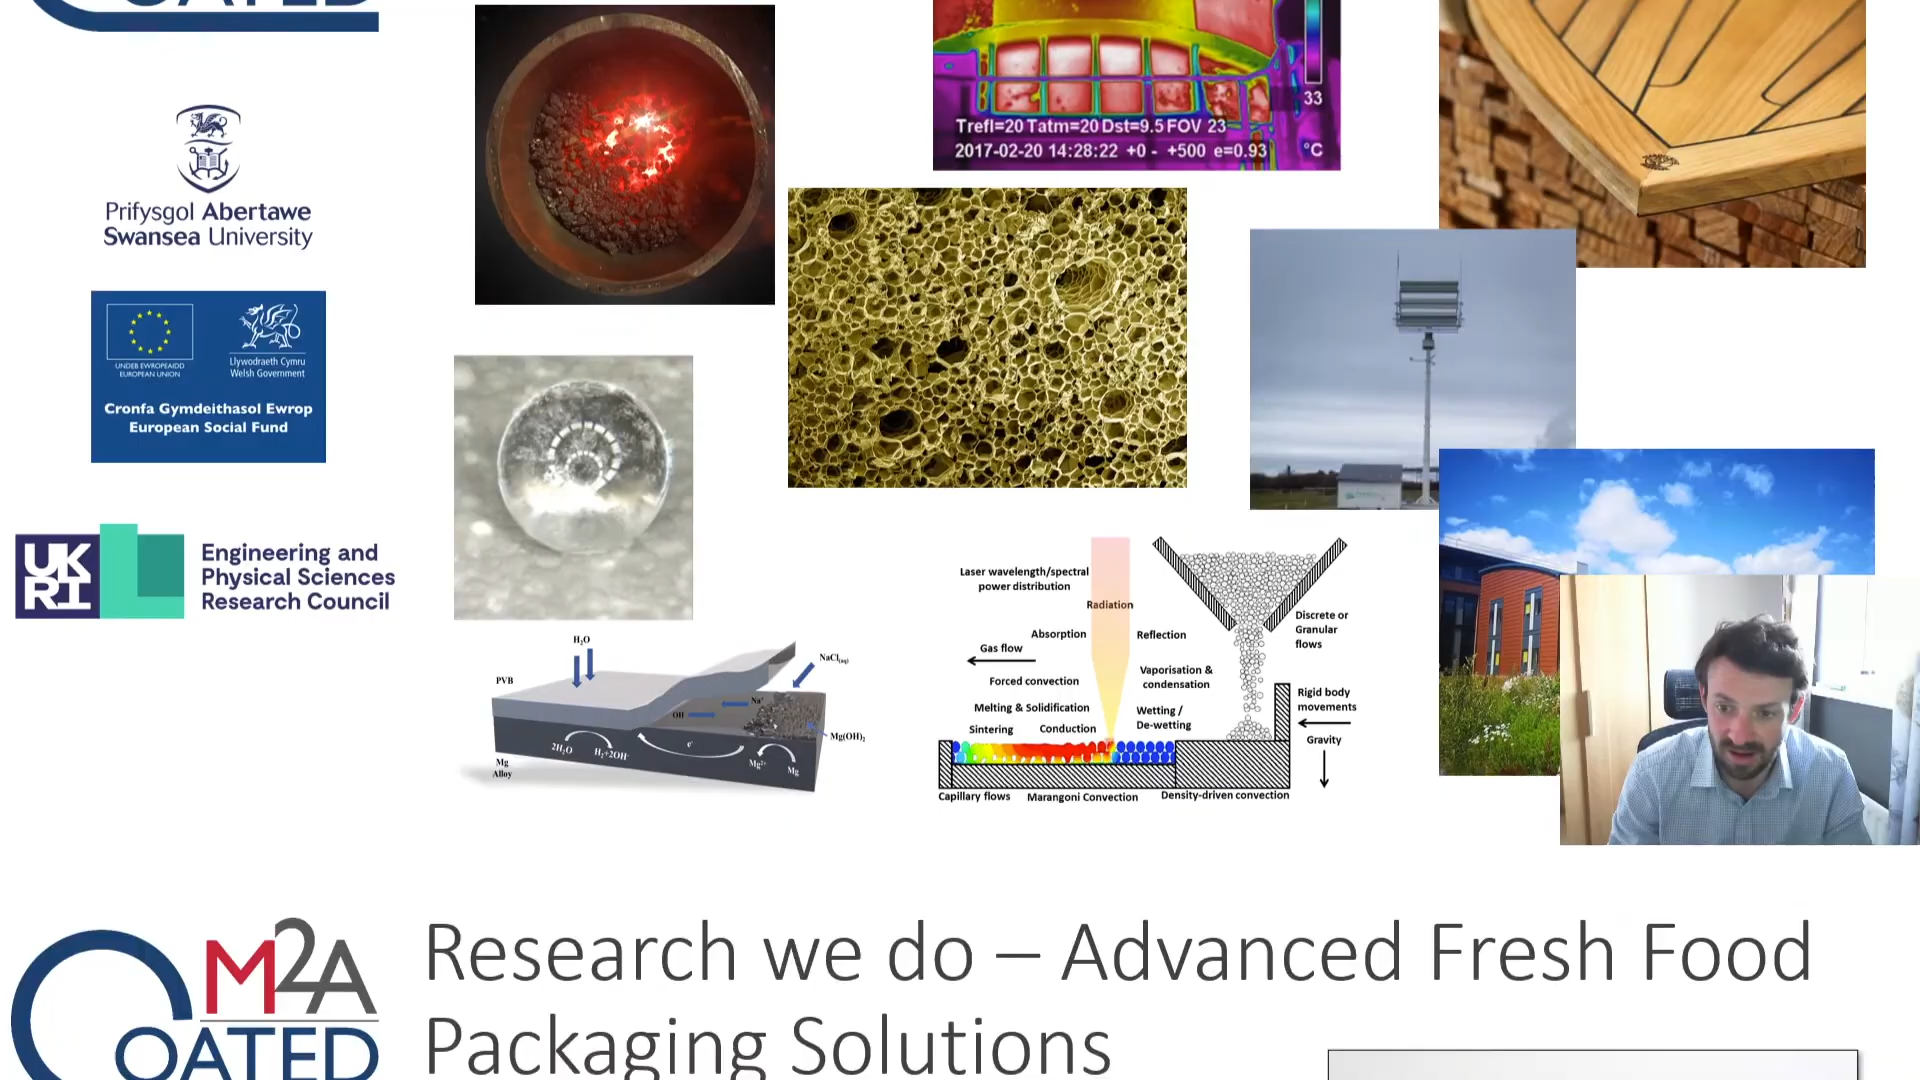 OATED
Prifysgol Abertawe
Swansea University
UNDEB EWROPEAIDD
EUROPEAN UNION
Llywodraeth Cymru
Welsh Government
Cronfa Gymdeithasol Ewrop
European Social Fund
UK
RI
Engineering and
Physical Sciences
Research Council
33
Trefl=20 Tatm=20 Dst=9.5 FOV 23
2017-02-20 14:28:22 +0 - +500 e=0.93 °C
H₂O
NaCl(aq)
PVB
Na⁺
OH⁻
Mg(OH)₂
2H₂O
H₂+2OH⁻
e⁻
Mg²⁺
Mg
Mg
Alloy
Laser wavelength/spectral
power distribution
Radiation
Absorption
Reflection
Gas flow
Forced convection
Vaporisation &
condensation
Melting & Solidification
Wetting /
De-wetting
Sintering
Conduction
Discrete or
Granular
flows
Rigid body
movements
Gravity
Capillary flows
Marangoni Convection
Density-driven convection
M2A
COATED
Research we do – Advanced Fresh Food
Packaging Solutions